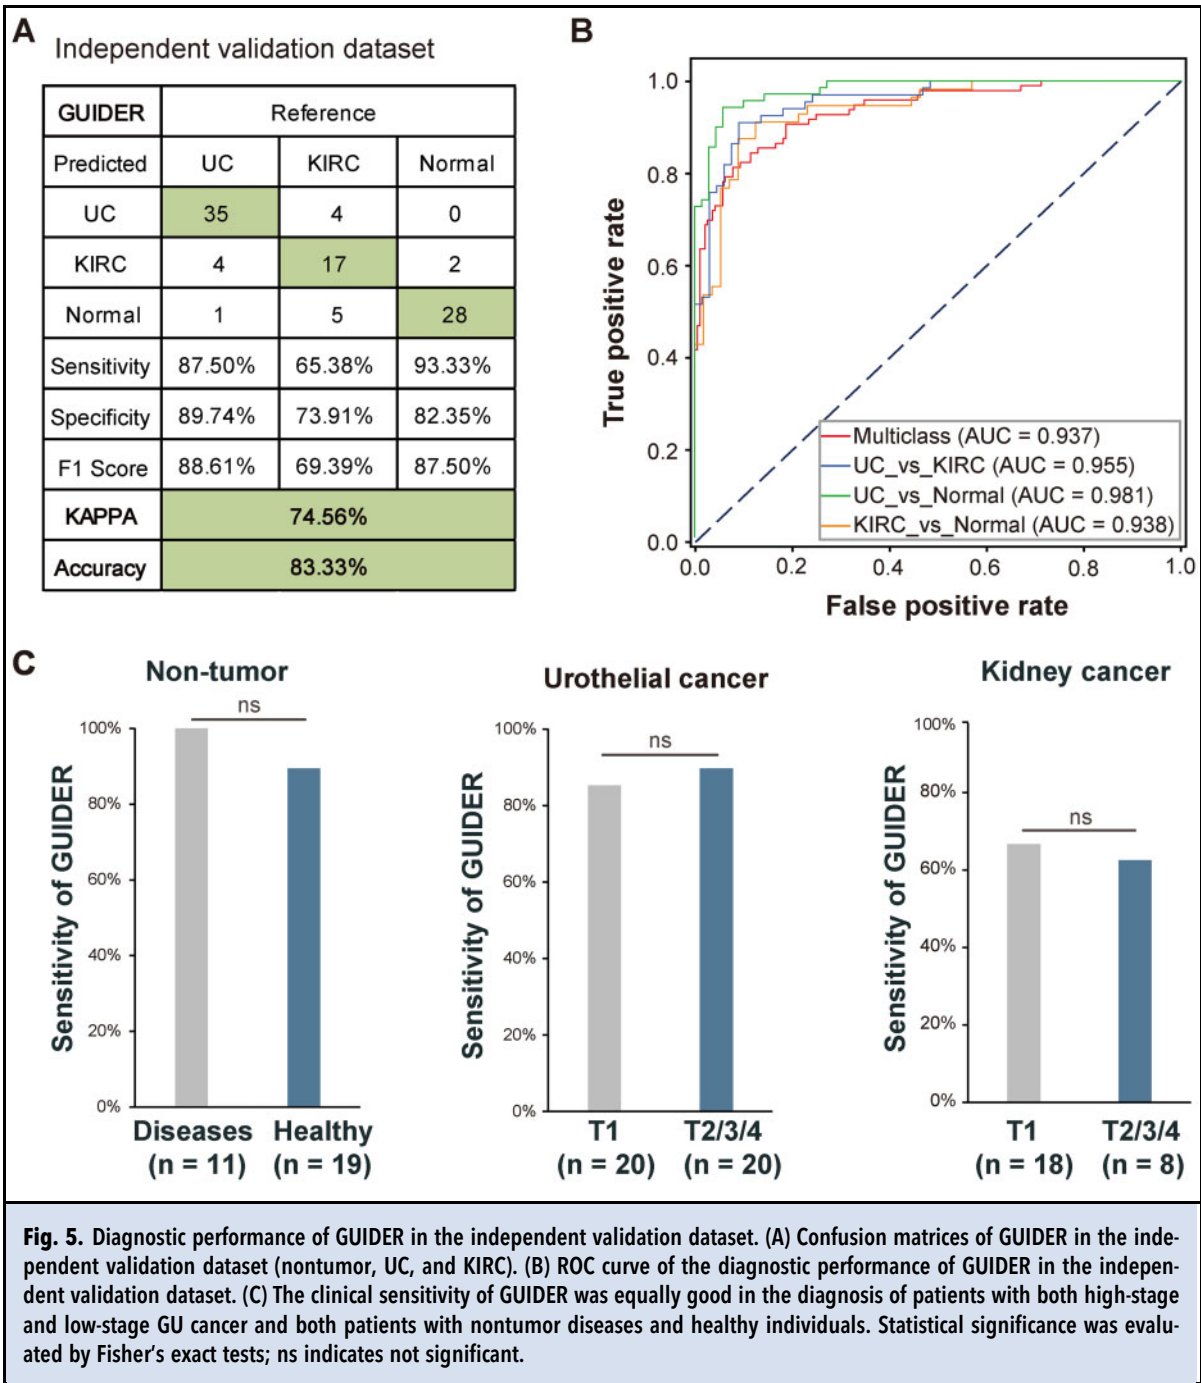 A
Independent validation dataset
GUIDER Reference
Predicted UC KIRC Normal
UC 35 4 0
KIRC 4 17 2
Normal 1 5 28
Sensitivity 87.50% 65.38% 93.33%
Specificity 89.74% 73.91% 82.35%
F1 Score 88.61% 69.39% 87.50%
KAPPA 74.56%
Accuracy 83.33%
B
True positive rate
1.0
0.8
0.6
0.4
0.2
0.0
Multiclass (AUC = 0.937)
UC_vs_KIRC (AUC = 0.955)
UC_vs_Normal (AUC = 0.981)
KIRC_vs_Normal (AUC = 0.938)
0.0 0.2 0.4 0.6 0.8 1.0
False positive rate
C
Non-tumor
ns
Sensitivity of GUIDER
100%
80%
60%
40%
20%
0%
Diseases Healthy
(n = 11) (n = 19)
Urothelial cancer
ns
Sensitivity of GUIDER
100%
80%
60%
40%
20%
0%
T1 T2/3/4
(n = 20) (n = 20)
Kidney cancer
ns
Sensitivity of GUIDER
100%
80%
60%
40%
20%
0%
T1 T2/3/4
(n = 18) (n = 8)
Fig. 5. Diagnostic performance of GUIDER in the independent validation dataset. (A) Confusion matrices of GUIDER in the inde-
pendent validation dataset (nontumor, UC, and KIRC). (B) ROC curve of the diagnostic performance of GUIDER in the indepen-
dent validation dataset. (C) The clinical sensitivity of GUIDER was equally good in the diagnosis of patients with both high-stage
and low-stage GU cancer and both patients with nontumor diseases and healthy individuals. Statistical significance was evalu-
ated by Fisher's exact tests; ns indicates not significant.